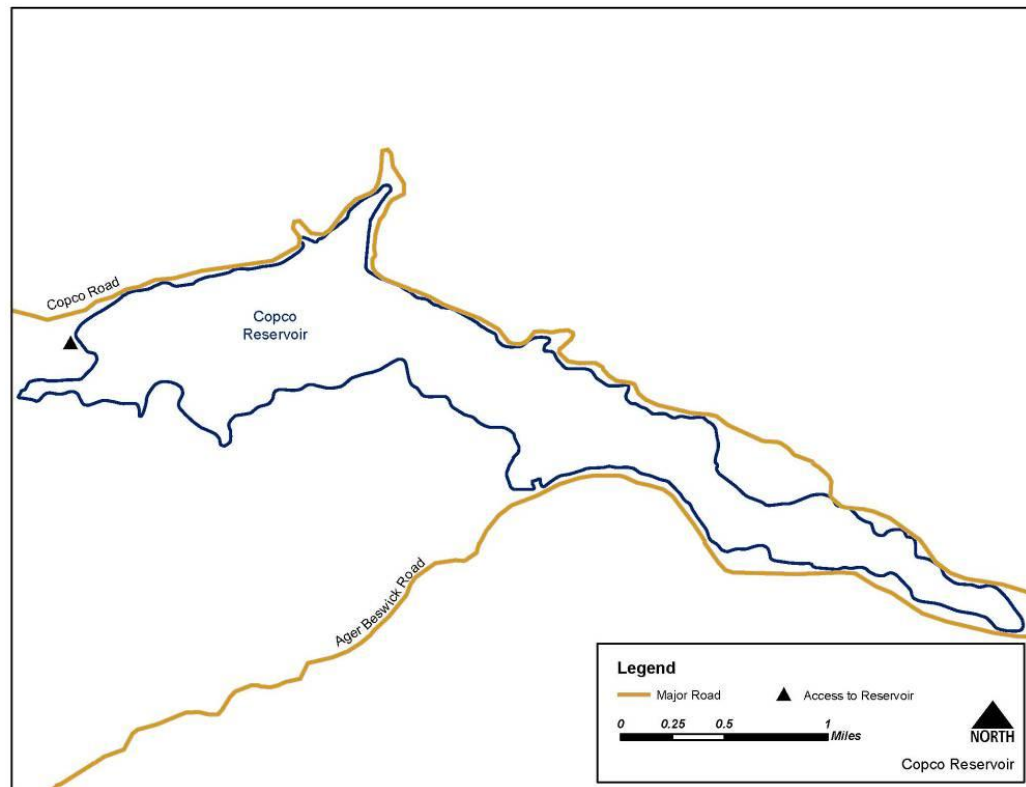 Copco Road
Copco
Reservoir
Ager Beswick Road
Legend
Major Road
Access to Reservoir
0 0.25 0.5 1
Miles
NORTH
Copco Reservoir